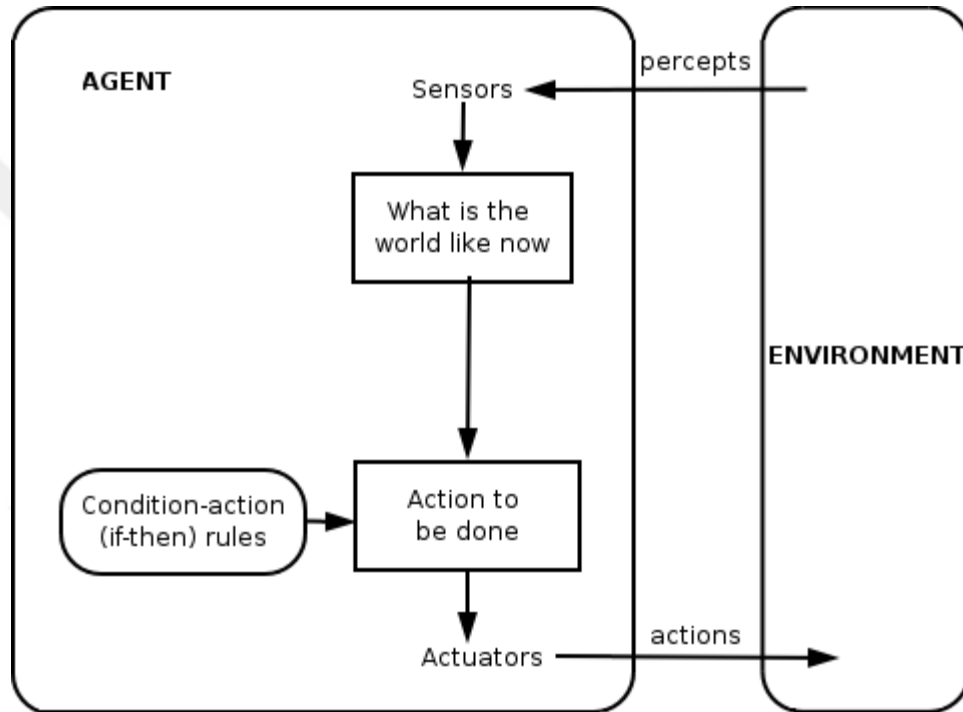 AGENT
percepts
Sensors
What is the
world like now
ENVIRONMENT
Condition-action
(if-then) rules
Action to
be done
Actuators
actions